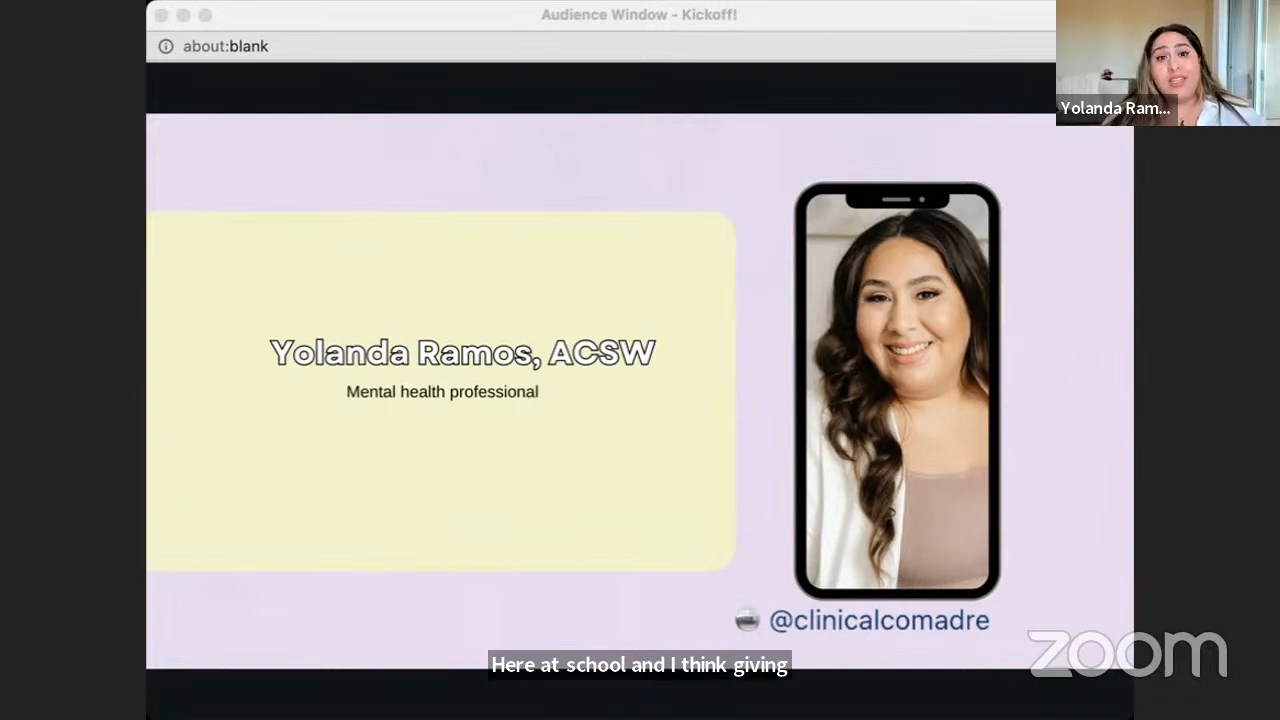 Audience Window - Kickoff!
about:blank
Yolanda Ram...
Yolanda Ramos, ACSW
Mental health professional
@clinicalcomadre
zoom
Here at school and I think giving